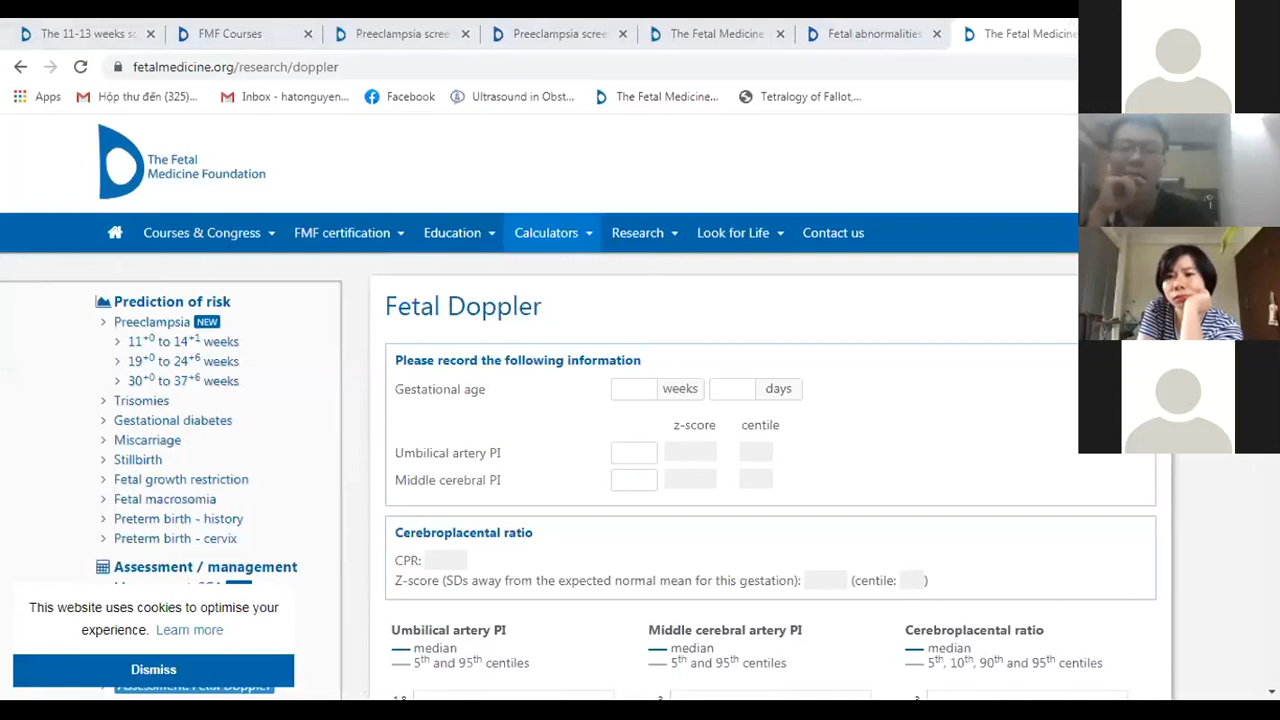 The 11-13 weeks sc
FMF Courses
Preeclampsia scree
Preeclampsia scree
The Fetal Medicine
Fetal abnormalities
The Fetal Medicine
fetalmedicine.org/research/doppler
Apps
Hộp thư đến (325)...
Inbox - hatonguyen...
Facebook
Ultrasound in Obst...
The Fetal Medicine...
Tetralogy of Fallot,...
The Fetal
Medicine Foundation
Courses & Congress
FMF certification
Education
Calculators
Research
Look for Life
Contact us
Prediction of risk
Preeclampsia NEW
11+0 to 14+1 weeks
19+0 to 24+6 weeks
30+0 to 37+6 weeks
Trisomies
Gestational diabetes
Miscarriage
Stillbirth
Fetal growth restriction
Fetal macrosomia
Preterm birth - history
Preterm birth - cervix
Assessment / management
This website uses cookies to optimise your
experience. Learn more
Dismiss
Assessment: Fetal Doppler
Fetal Doppler
Please record the following information
Gestational age weeks days
z-score centile
Umbilical artery PI
Middle cerebral PI
Cerebroplacental ratio
CPR:
Z-score (SDs away from the expected normal mean for this gestation): (centile: )
Umbilical artery PI
median
5th and 95th centiles
Middle cerebral artery PI
median
5th and 95th centiles
Cerebroplacental ratio
median
5th, 10th, 90th and 95th centiles